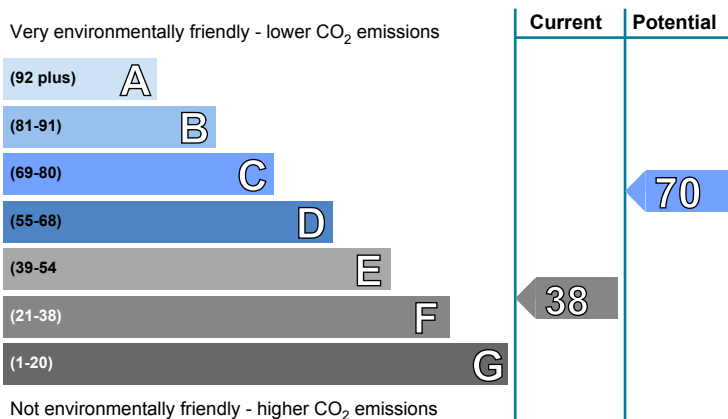 Current Potential
Very environmentally friendly - lower CO₂ emissions
(92 plus) A
(81-91) B
(69-80) C
70
(55-68) D
(39-54 E
38
(21-38) F
(1-20) G
Not environmentally friendly - higher CO₂ emissions